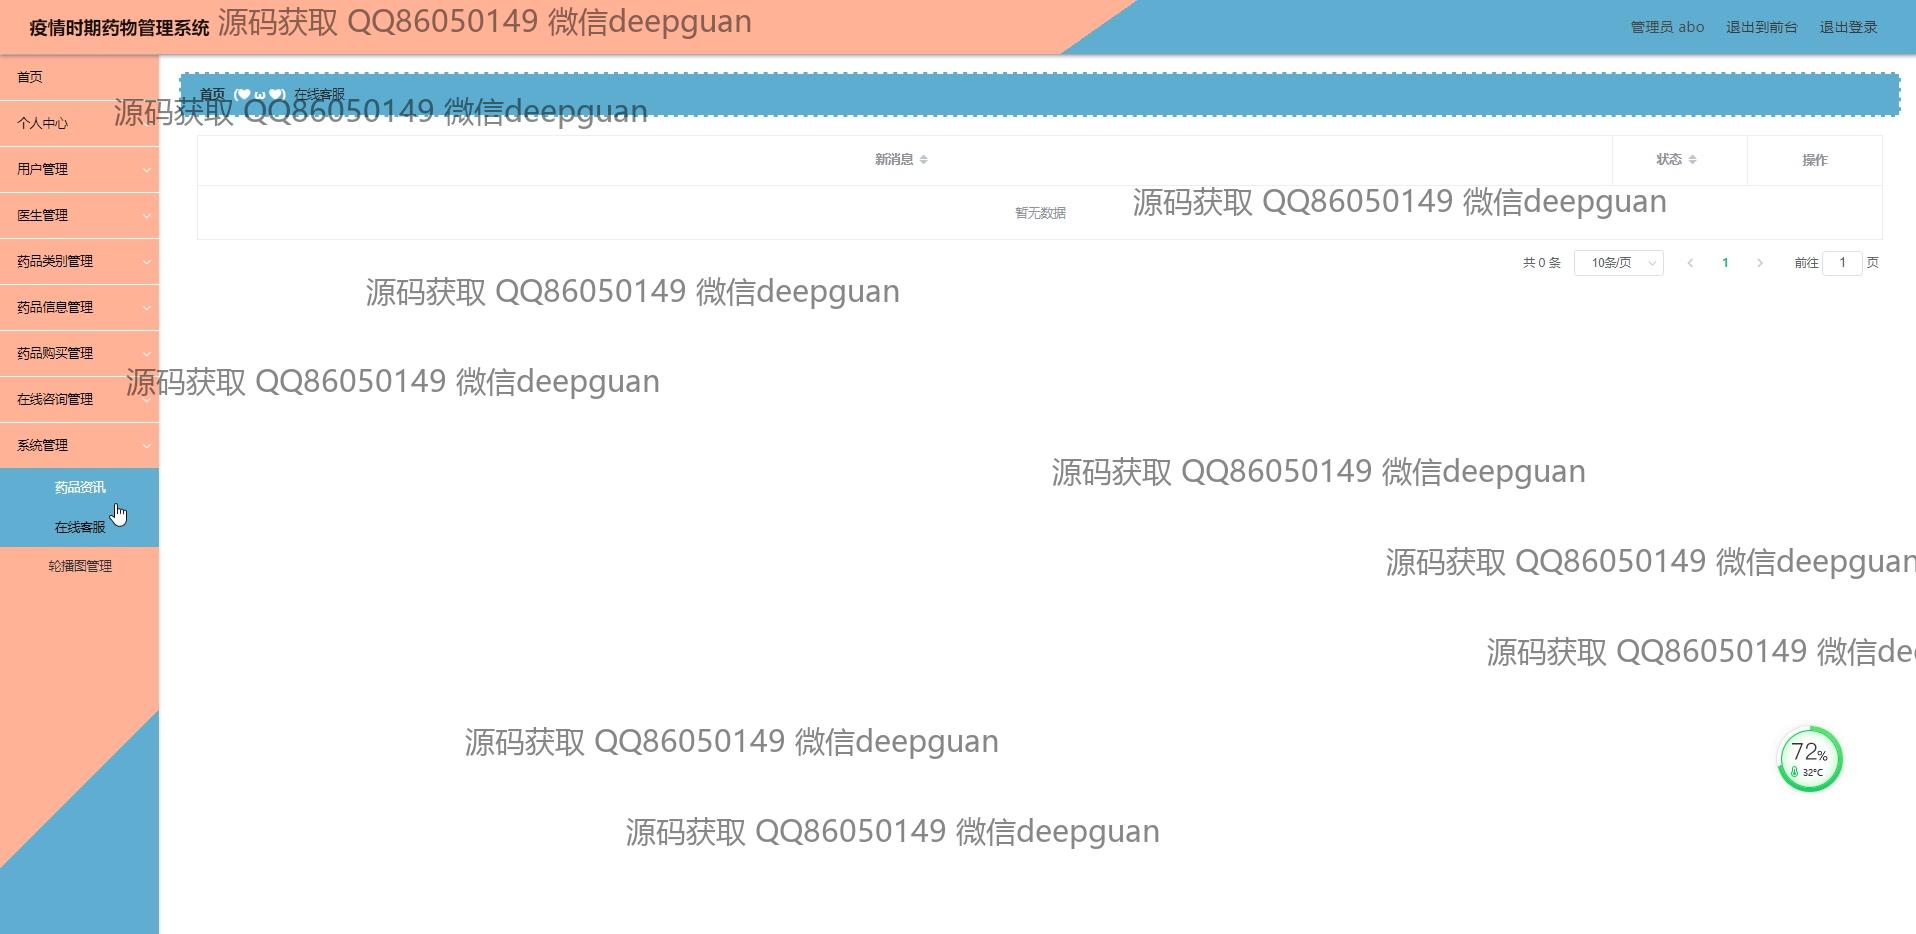 疫情时期药物管理系统
源码获取 QQ86050149 微信deepguan
管理员 abo 退出到前台 退出登录
首页
首页 (♥ ω ♥) 在线客服
源码获取 QQ86050149 微信deepguan
个人中心
用户管理
医生管理
药品类别管理
药品信息管理
药品购买管理
在线咨询管理
系统管理
药品资讯
在线客服
轮播图管理
新消息 状态 操作
暂无数据
源码获取 QQ86050149 微信deepguan
共 0 条 10条/页 1 前往 1 页
源码获取 QQ86050149 微信deepguan
源码获取 QQ86050149 微信deepguan
源码获取 QQ86050149 微信deepguan
源码获取 QQ86050149 微信deepguan
源码获取 QQ86050149 微信dee
源码获取 QQ86050149 微信deepguan
72%
32°C
源码获取 QQ86050149 微信deepguan